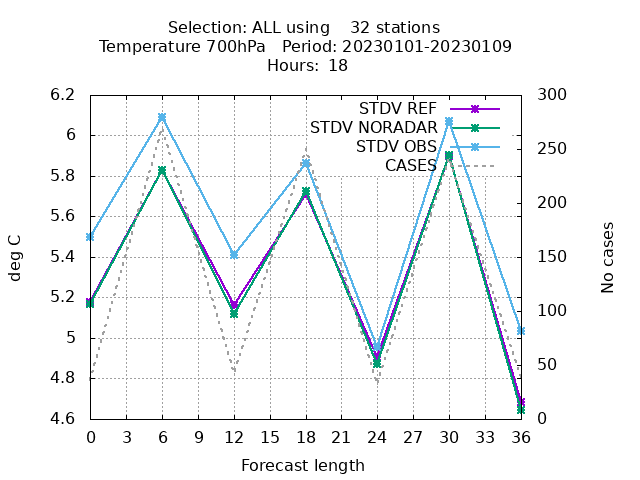 Selection: ALL using    32 stations
Temperature 700hPa   Period: 20230101-20230109
Hours: 18
STDV REF
STDV NORADAR
STDV OBS
CASES
6.2
6
5.8
5.6
5.4
5.2
5
4.8
4.6
deg C
300
250
200
150
100
50
0
No cases
0 3 6 9 12 15 18 21 24 27 30 33 36
Forecast length